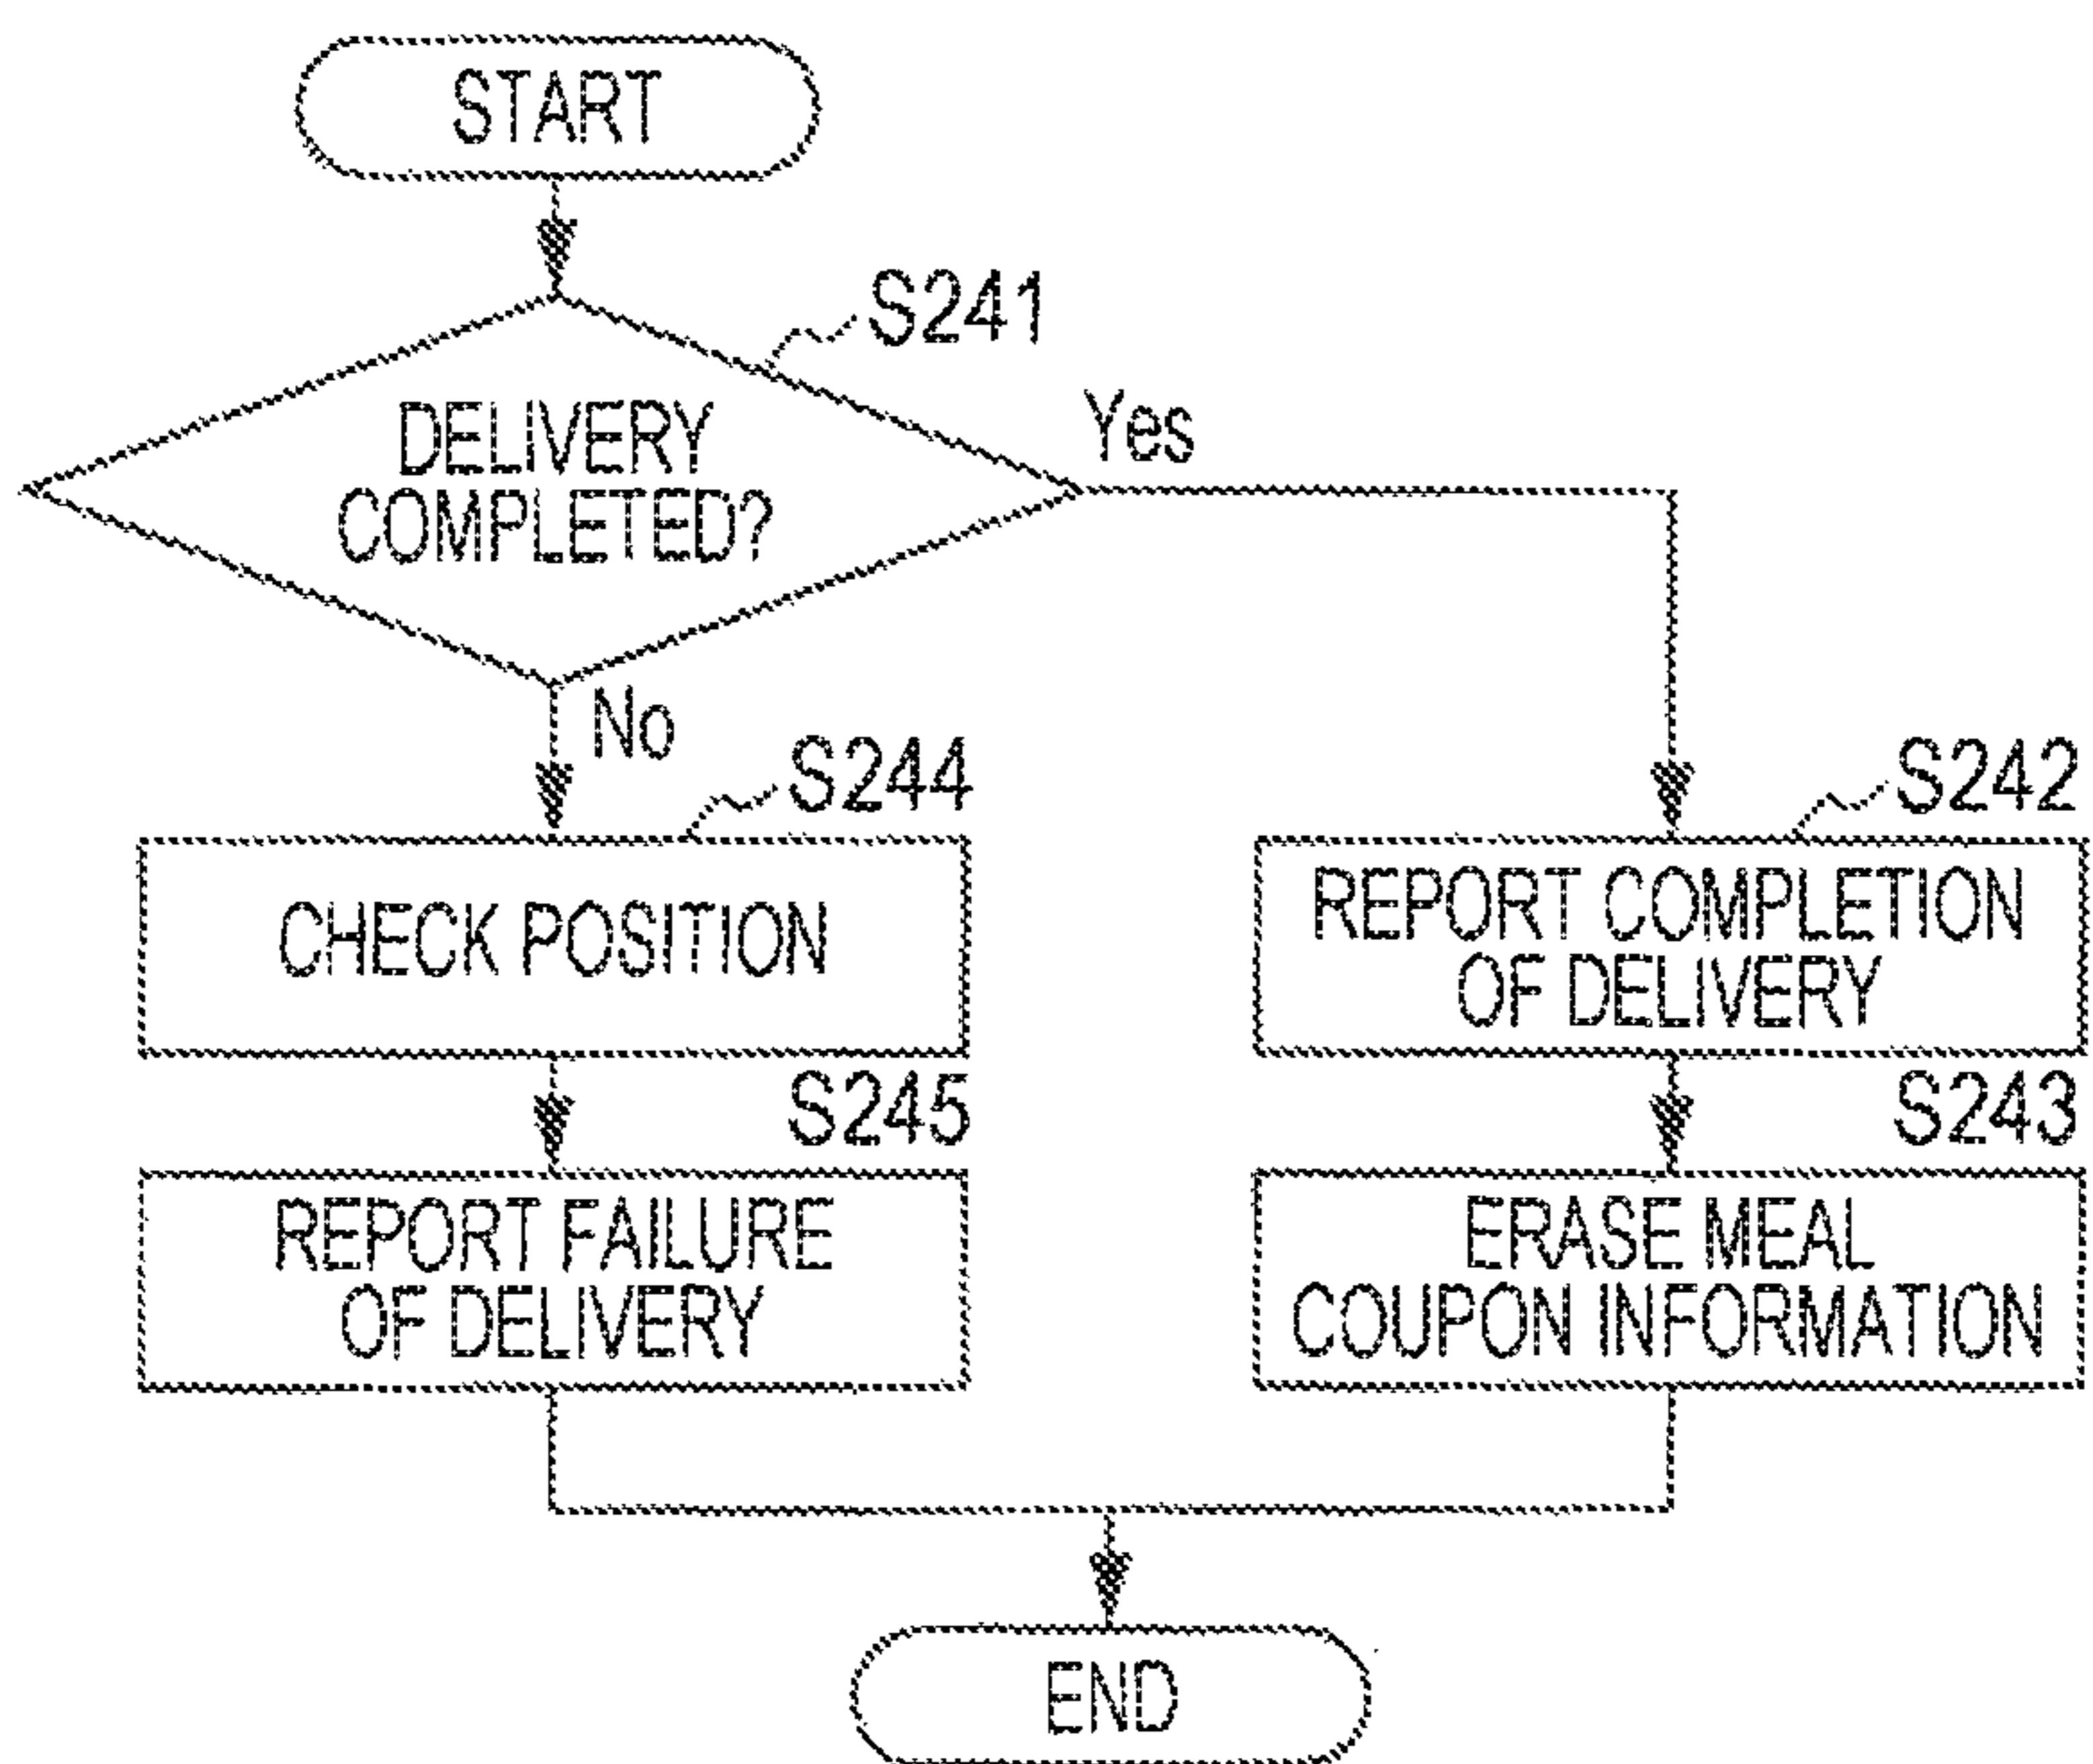 START
S241
DELIVERY
COMPLETED?
Yes
No
S244
CHECK POSITION
S245
REPORT FAILURE
OF DELIVERY
S242
REPORT COMPLETION
OF DELIVERY
S243
ERASE MEAL
COUPON INFORMATION
END